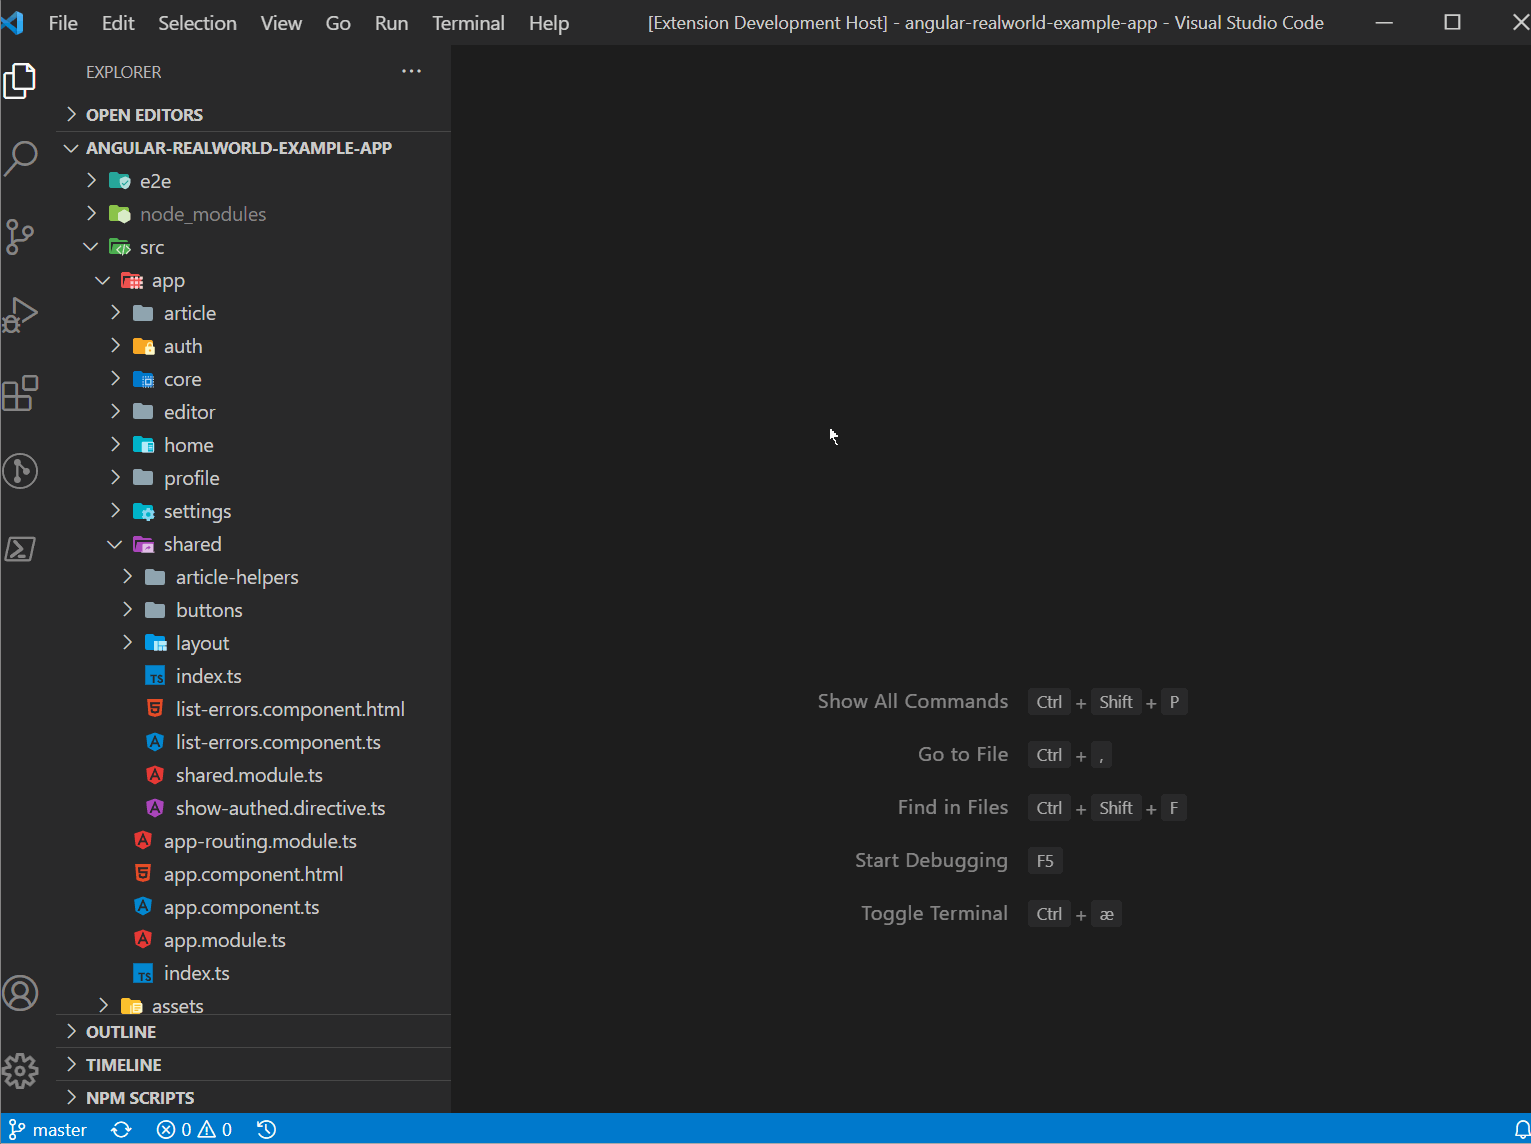 File Edit Selection View Go Run Terminal Help [Extension Development Host] - angular-realworld-example-app - Visual Studio Code
EXPLORER
OPEN EDITORS
ANGULAR-REALWORLD-EXAMPLE-APP
e2e
node_modules
src
app
article
auth
core
editor
home
profile
settings
shared
article-helpers
buttons
layout
TS index.ts
list-errors.component.html
list-errors.component.ts
shared.module.ts
show-authed.directive.ts
app-routing.module.ts
app.component.html
app.component.ts
app.module.ts
TS index.ts
assets
OUTLINE
TIMELINE
NPM SCRIPTS
Show All Commands Ctrl + Shift + P
Go to File Ctrl + ,
Find in Files Ctrl + Shift + F
Start Debugging F5
Toggle Terminal Ctrl + æ
master 0 0